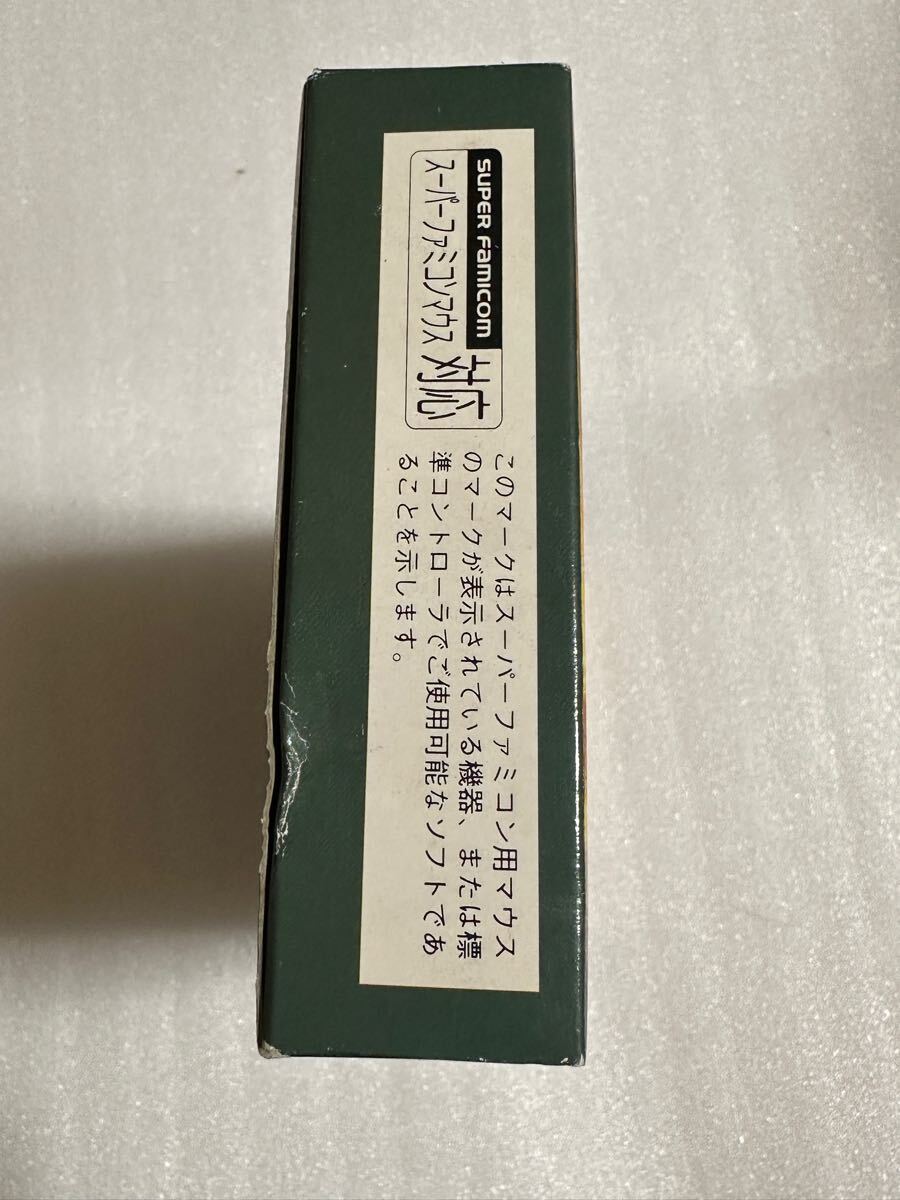 SUPER FAMICOM
スーパーファミコンマウス対応
このマークはスーパーファミコン用マウス
のマークが表示されている機器、または標
準コントローラでご使用可能なソフトであ
ることを示します。